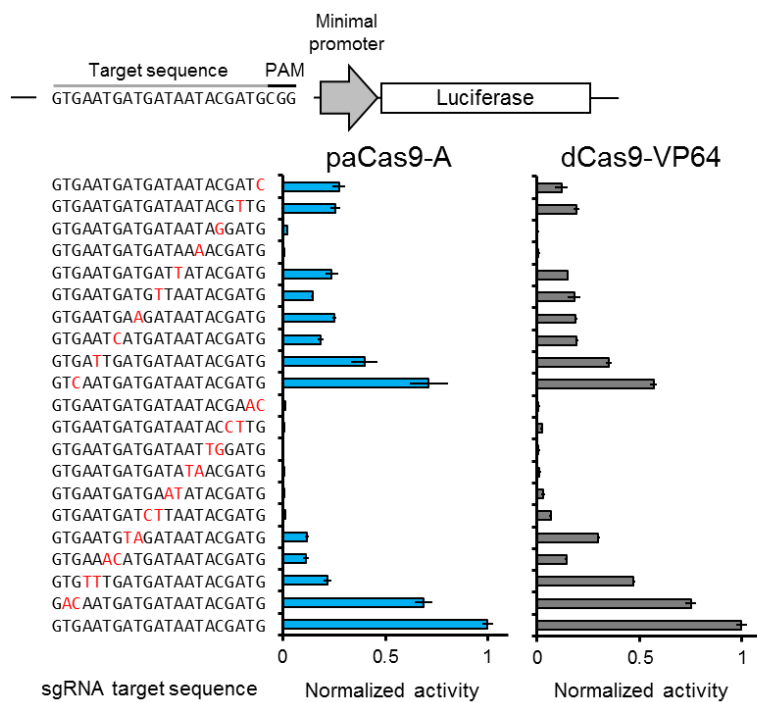 Minimal
promoter
Target sequence PAM
GTGAATGATGATAATACGATGCGG
Luciferase
paCas9-A dCas9-VP64
GTGAATGATGATAATACGATC
GTGAATGATGATAATACGTTG
GTGAATGATGATAATAGGATG
GTGAATGATGATAAAACGATG
GTGAATGATGATTATACGATG
GTGAATGATGTTAATACGATG
GTGAATGAAGATAATACGATG
GTGAATCATGATAATACGATG
GTGATTGATGATAATACGATG
GTCAATGATGATAATACGATG
GTGAATGATGATAATACGAAC
GTGAATGATGATAATACCTTG
GTGAATGATGATAATTGGATG
GTGAATGATGATATAACGATG
GTGAATGATGAATATACGATG
GTGAATGATCTTAATACGATG
GTGAATGTAGATAATACGATG
GTGAAACATGATAATACGATG
GTGTTTGATGATAATACGATG
GACAATGATGATAATACGATG
GTGAATGATGATAATACGATG
0 0.5 1 0 0.5 1
sgRNA target sequence Normalized activity Normalized activity